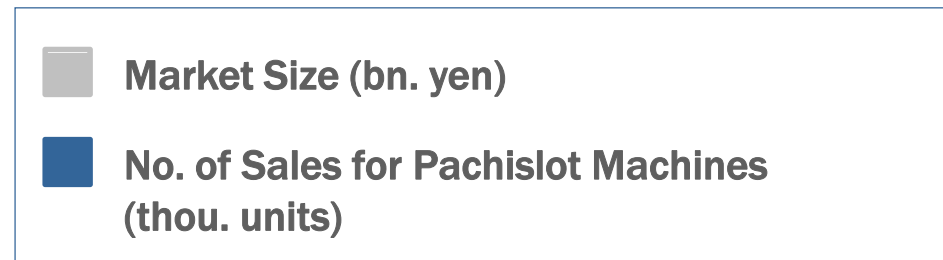 Market Size (bn. yen)
No. of Sales for Pachislot Machines
(thou. units)